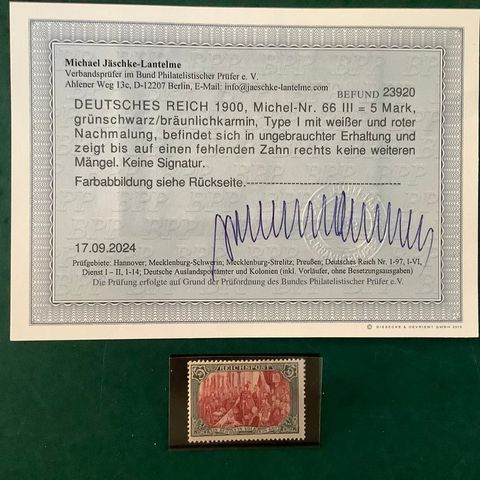 Michael Jäschke-Lantelme
Verbandsprüfer im Bund Philatelistischer Prüfer e. V.
Ahlener Weg 13c, D-12207 Berlin, E-Mail: info@jaeschke-lantelme.com
BEFUND 23920
DEUTSCHES REICH 1900, Michel-Nr. 66 III = 5 Mark,
grünschwarz/bräunlichkarmin, Type I mit weißer und roter
Nachmalung, befindet sich in ungebrauchter Erhaltung und
zeigt bis auf einen fehlenden Zahn rechts keine weiteren
Mängel. Keine Signatur.
Farbabbildung siehe Rückseite.
17.09.2024
Prüfgebiete: Hannover; Mecklenburg-Schwerin; Mecklenburg-Strelitz; Preußen; Deutsches Reich Nr. 1-97, I-VI,
Dienst I – II, 1-14; Deutsche Auslandspostämter und Kolonien (inkl. Vorläufer, ohne Besetzungsausgaben)
Die Prüfung erfolgte auf Grund der Prüfordnung des Bundes Philatelistischer Prüfer e.V.
© GIESECKE & DEVRIENT GMBH
REICHSPOST